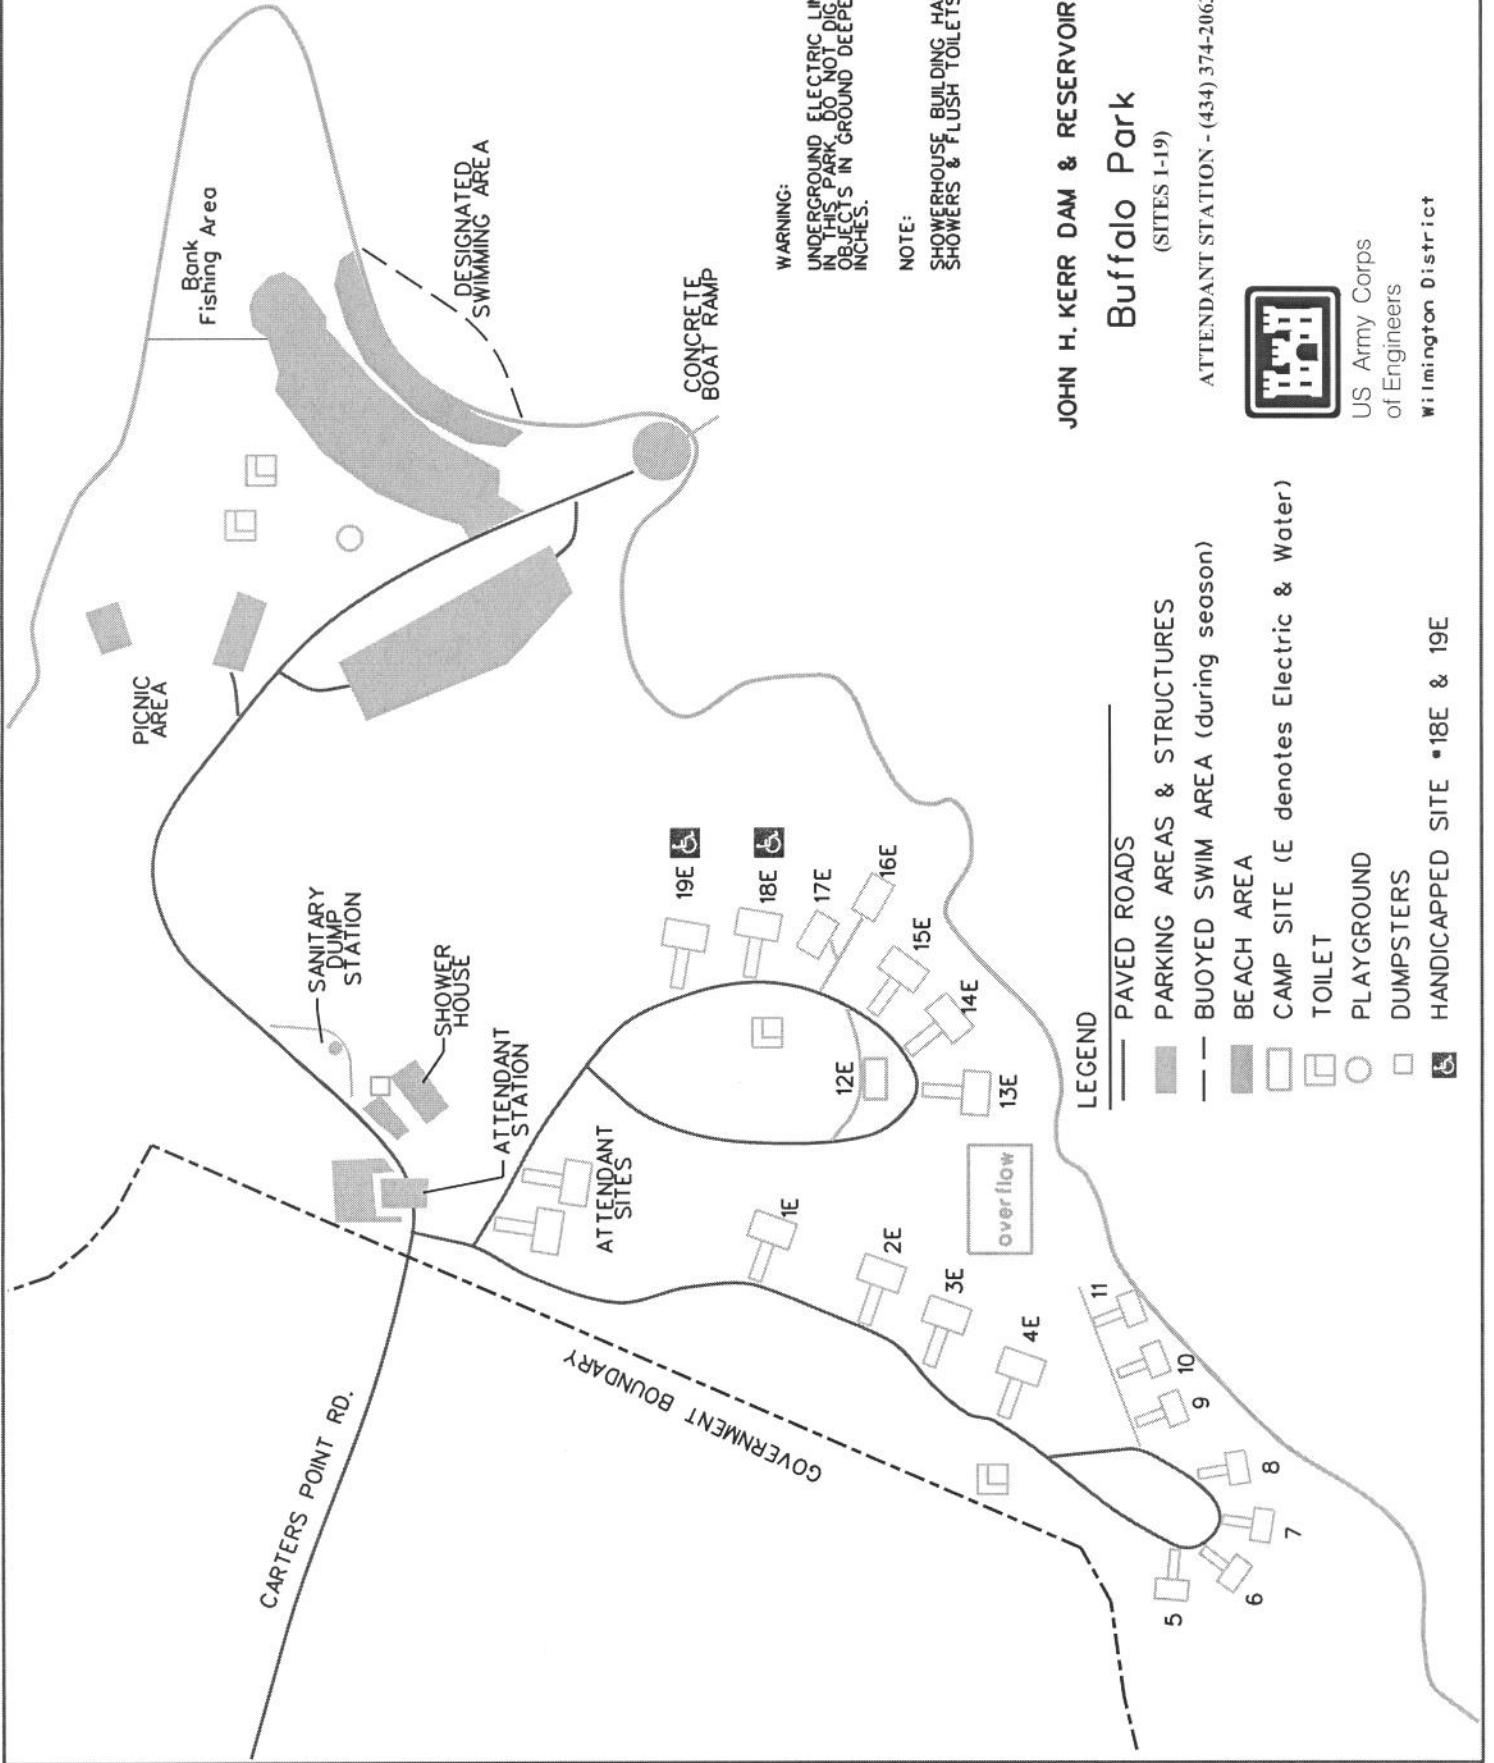 Bank
Fishing Area
DESIGNATED
SWIMMING AREA
CONCRETE
BOAT RAMP
PICNIC
AREA
SANITARY
DUMP
STATION
SHOWER
HOUSE
ATTENDANT
STATION
ATTENDANT
SITES
CARTERS POINT RD.
GOVERNMENT BOUNDARY
19E
18E
17E
16E
15E
14E
13E
12E
1E
2E
3E
4E
overflow
11
10
9
8
7
6
5
WARNING:
UNDERGROUND ELECTRIC
IN THIS PARK. DO NOT DIG
OBJECTS IN GROUND
INCHES.
NOTE:
SHOWERHOUSE BUILDING
SHOWERS & FLUSH TOILETS
JOHN H. KERR DAM & RESERVOIR
Buffalo Park
(SITES 1-19)
ATTENDANT STATION - (434) 374-2063
US Army Corps
of Engineers
Wilmington District
LEGEND
PAVED ROADS
PARKING AREAS & STRUCTURES
BUOYED SWIM AREA (during season)
BEACH AREA
CAMP SITE (E denotes Electric & Water)
TOILET
PLAYGROUND
DUMPSTERS
HANDICAPPED SITE *18E & 19E